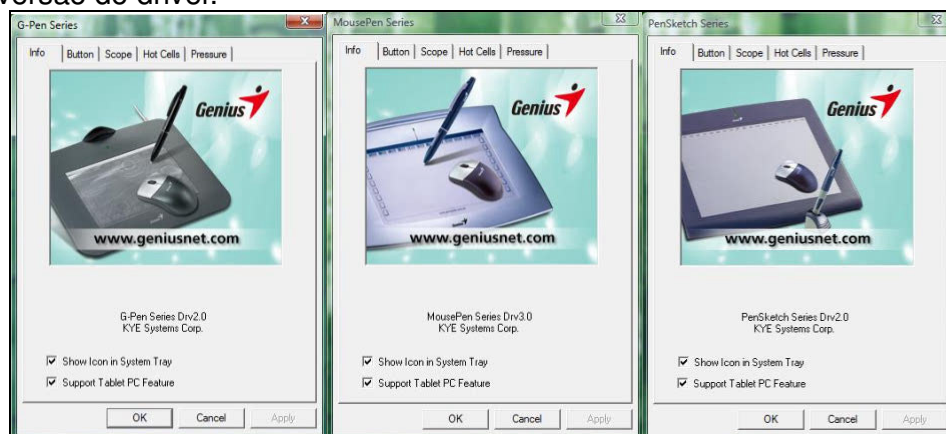 versão do driver.
G-Pen Series
Info Button Scope Hot Cells Pressure
Genius
www.geniusnet.com
G-Pen Series Drv2.0
KYE Systems Corp.
Show Icon in System Tray
Support Tablet PC Feature
OK Cancel Apply
MousePen Series
Info Button Scope Hot Cells Pressure
Genius
www.geniusnet.com
MousePen Series Drv3.0
KYE Systems Corp.
Show Icon in System Tray
Support Tablet PC Feature
OK Cancel Apply
PenSketch Series
Info Button Scope Hot Cells Pressure
Genius
www.geniusnet.com
PenSketch Series Drv2.0
KYE Systems Corp.
Show Icon in System Tray
Support Tablet PC Feature
OK Cancel Apply